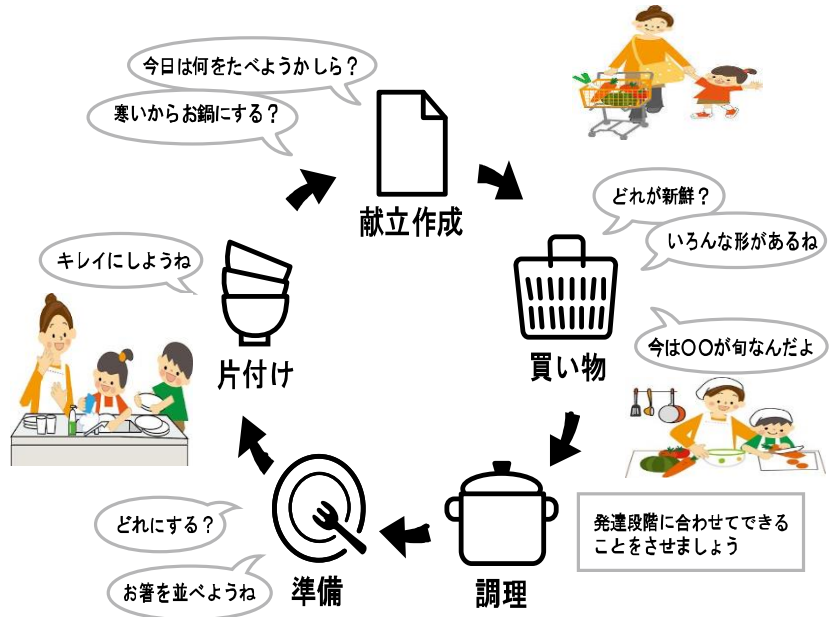 今日は何をたべようかしら？
寒いからお鍋にする？
献立作成
どれが新鮮？
いろんな形があるね
買い物
今は〇〇が旬なんだよ
発達段階に合わせてできる
ことをさせましょう
調理
準備
どれにする？
お箸を並べようね
片付け
キレイにしようね